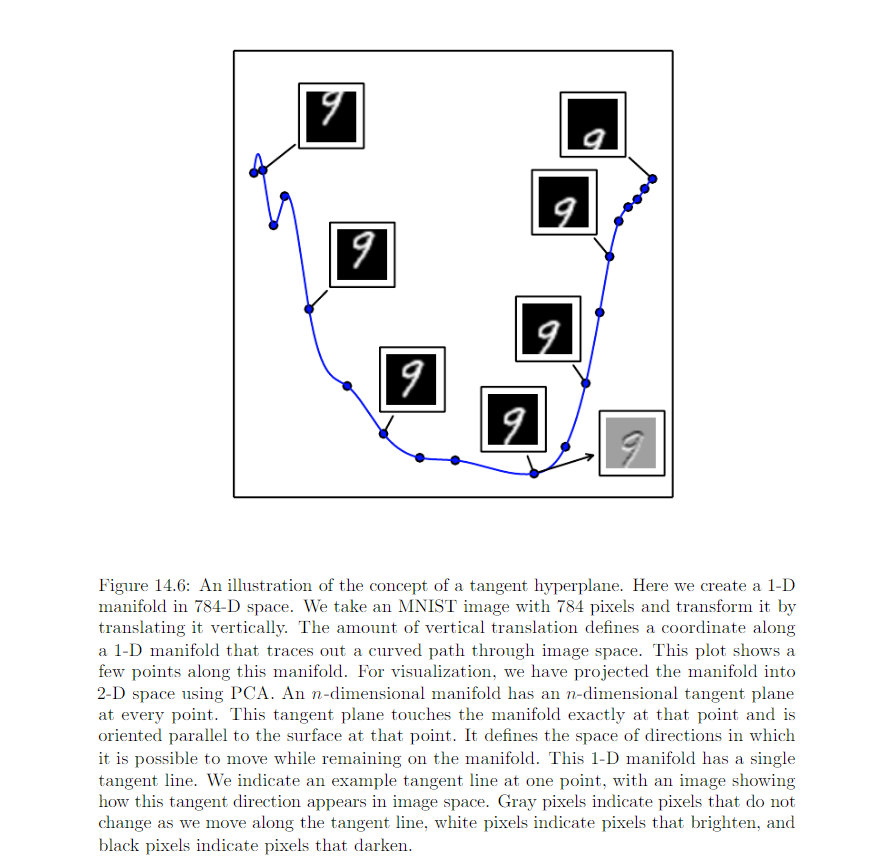 9
9
9
9
9
9
9
9
Figure 14.6: An illustration of the concept of a tangent hyperplane. Here we create a 1-D
manifold in 784-D space. We take an MNIST image with 784 pixels and transform it by
translating it vertically. The amount of vertical translation defines a coordinate along
a 1-D manifold that traces out a curved path through image space. This plot shows a
few points along this manifold. For visualization, we have projected the manifold into
2-D space using PCA. An n-dimensional manifold has an n-dimensional tangent plane
at every point. This tangent plane touches the manifold exactly at that point and is
oriented parallel to the surface at that point. It defines the space of directions in which
it is possible to move while remaining on the manifold. This 1-D manifold has a single
tangent line. We indicate an example tangent line at one point, with an image showing
how this tangent direction appears in image space. Gray pixels indicate pixels that do not
change as we move along the tangent line, white pixels indicate pixels that brighten, and
black pixels indicate pixels that darken.